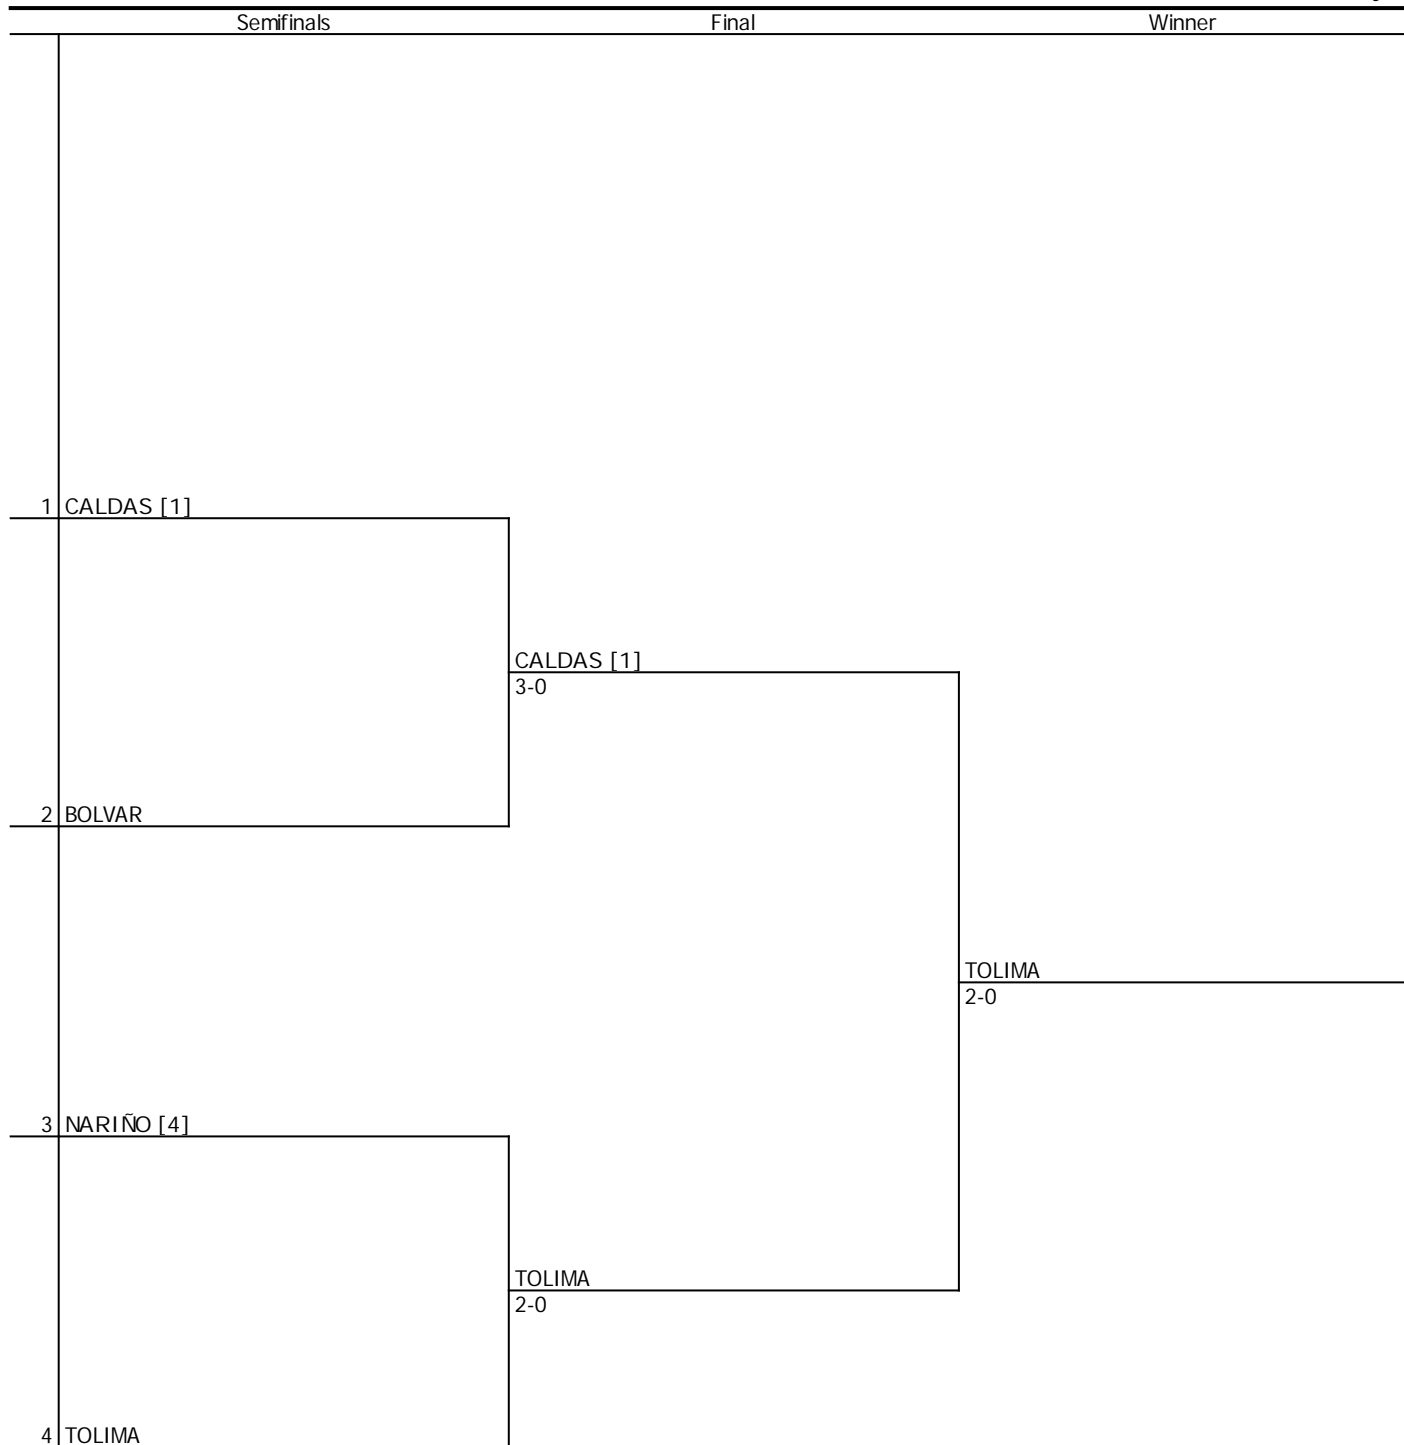 Semifinals Final Winner
1 CALDAS [1]
CALDAS [1]
3-0
2 BOLVAR
TOLIMA
2-0
3 NARIÑO [4]
TOLIMA
2-0
4 TOLIMA